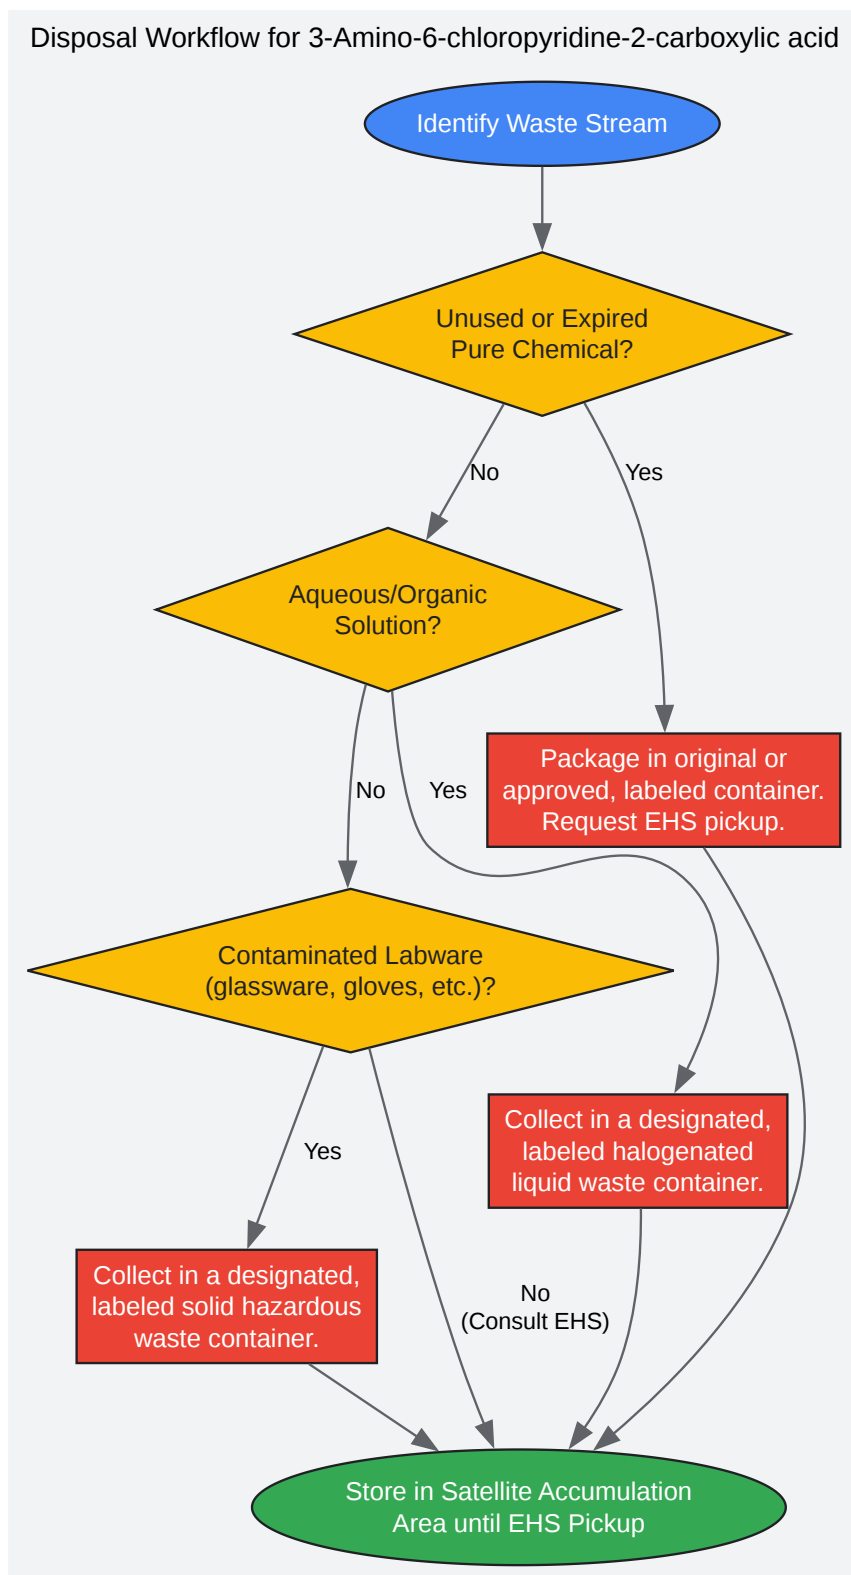 Disposal Workflow for 3-Amino-6-chloropyridine-2-carboxylic acid
Identify Waste Stream
Unused or Expired
Pure Chemical?
No
Yes
Aqueous/Organic
Solution?
Package in original or
approved, labeled container.
Request EHS pickup.
No
Yes
Contaminated Labware
(glassware, gloves, etc.)?
Collect in a designated,
labeled halogenated
liquid waste container.
Yes
Collect in a designated,
labeled solid hazardous
waste container.
No
(Consult EHS)
Store in Satellite Accumulation
Area until EHS Pickup